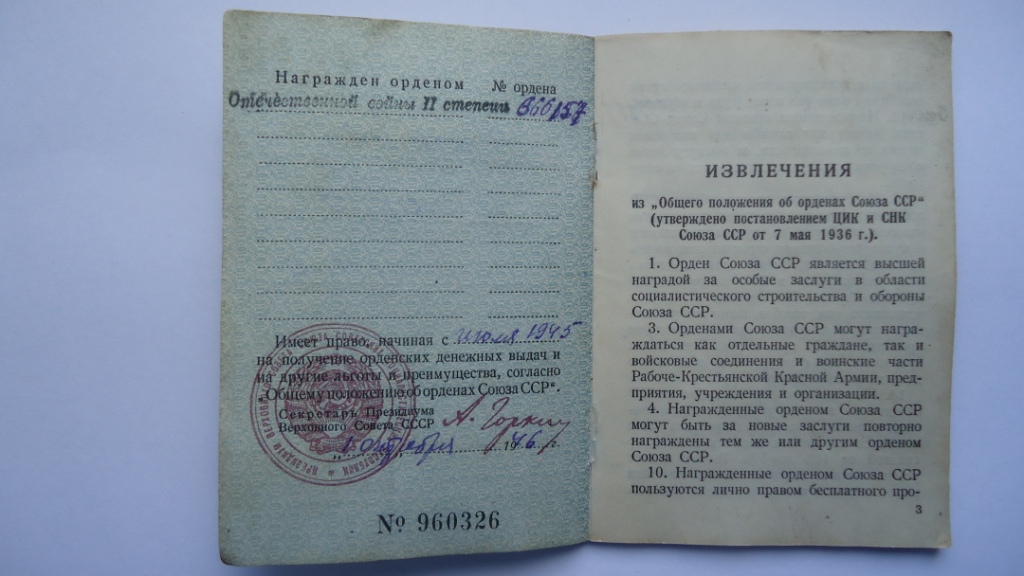 Награжден орденом № ордена
Отечественной войны II степени 366157
Имеет право, начиная с июля 1945
на получение орденских денежных выдач и
на другие льготы и преимущества, согласно
„Общему положению об орденах Союза ССР“.
Секретарь Президиума
Верховного Совета СССР А. Горкин
октября 1946 г.
№ 960326
ИЗВЛЕЧЕНИЯ
из „Общего положения об орденах Союза ССР“
(утверждено постановлением ЦИК и СНК
Союза ССР от 7 мая 1936 г.).
1. Орден Союза ССР является высшей
наградой за особые заслуги в области
социалистического строительства и обороны
Союза ССР.
3. Орденами Союза ССР могут награ-
ждаться как отдельные граждане, так и
войсковые соединения и воинские части
Рабоче-Крестьянской Красной Армии, пред-
приятия, учреждения и организации.
4. Награжденные орденом Союза ССР
могут быть за новые заслуги повторно
награждены тем же или другим орденом
Союза ССР.
10. Награжденные орденом Союза ССР
пользуются лично правом бесплатного про-
3